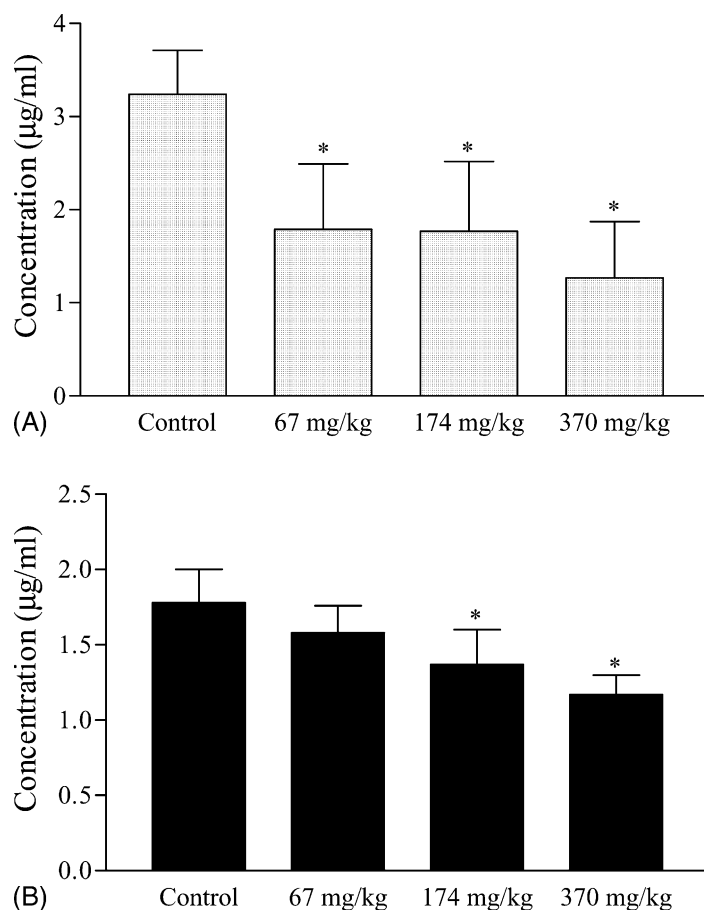 4
3
2
1
0
Concentration (μg/ml)
*
*
*
Control 67 mg/kg 174 mg/kg 370 mg/kg
(A)
2.5
2.0
1.5
1.0
0.5
0.0
Concentration (μg/ml)
*
*
Control 67 mg/kg 174 mg/kg 370 mg/kg
(B)